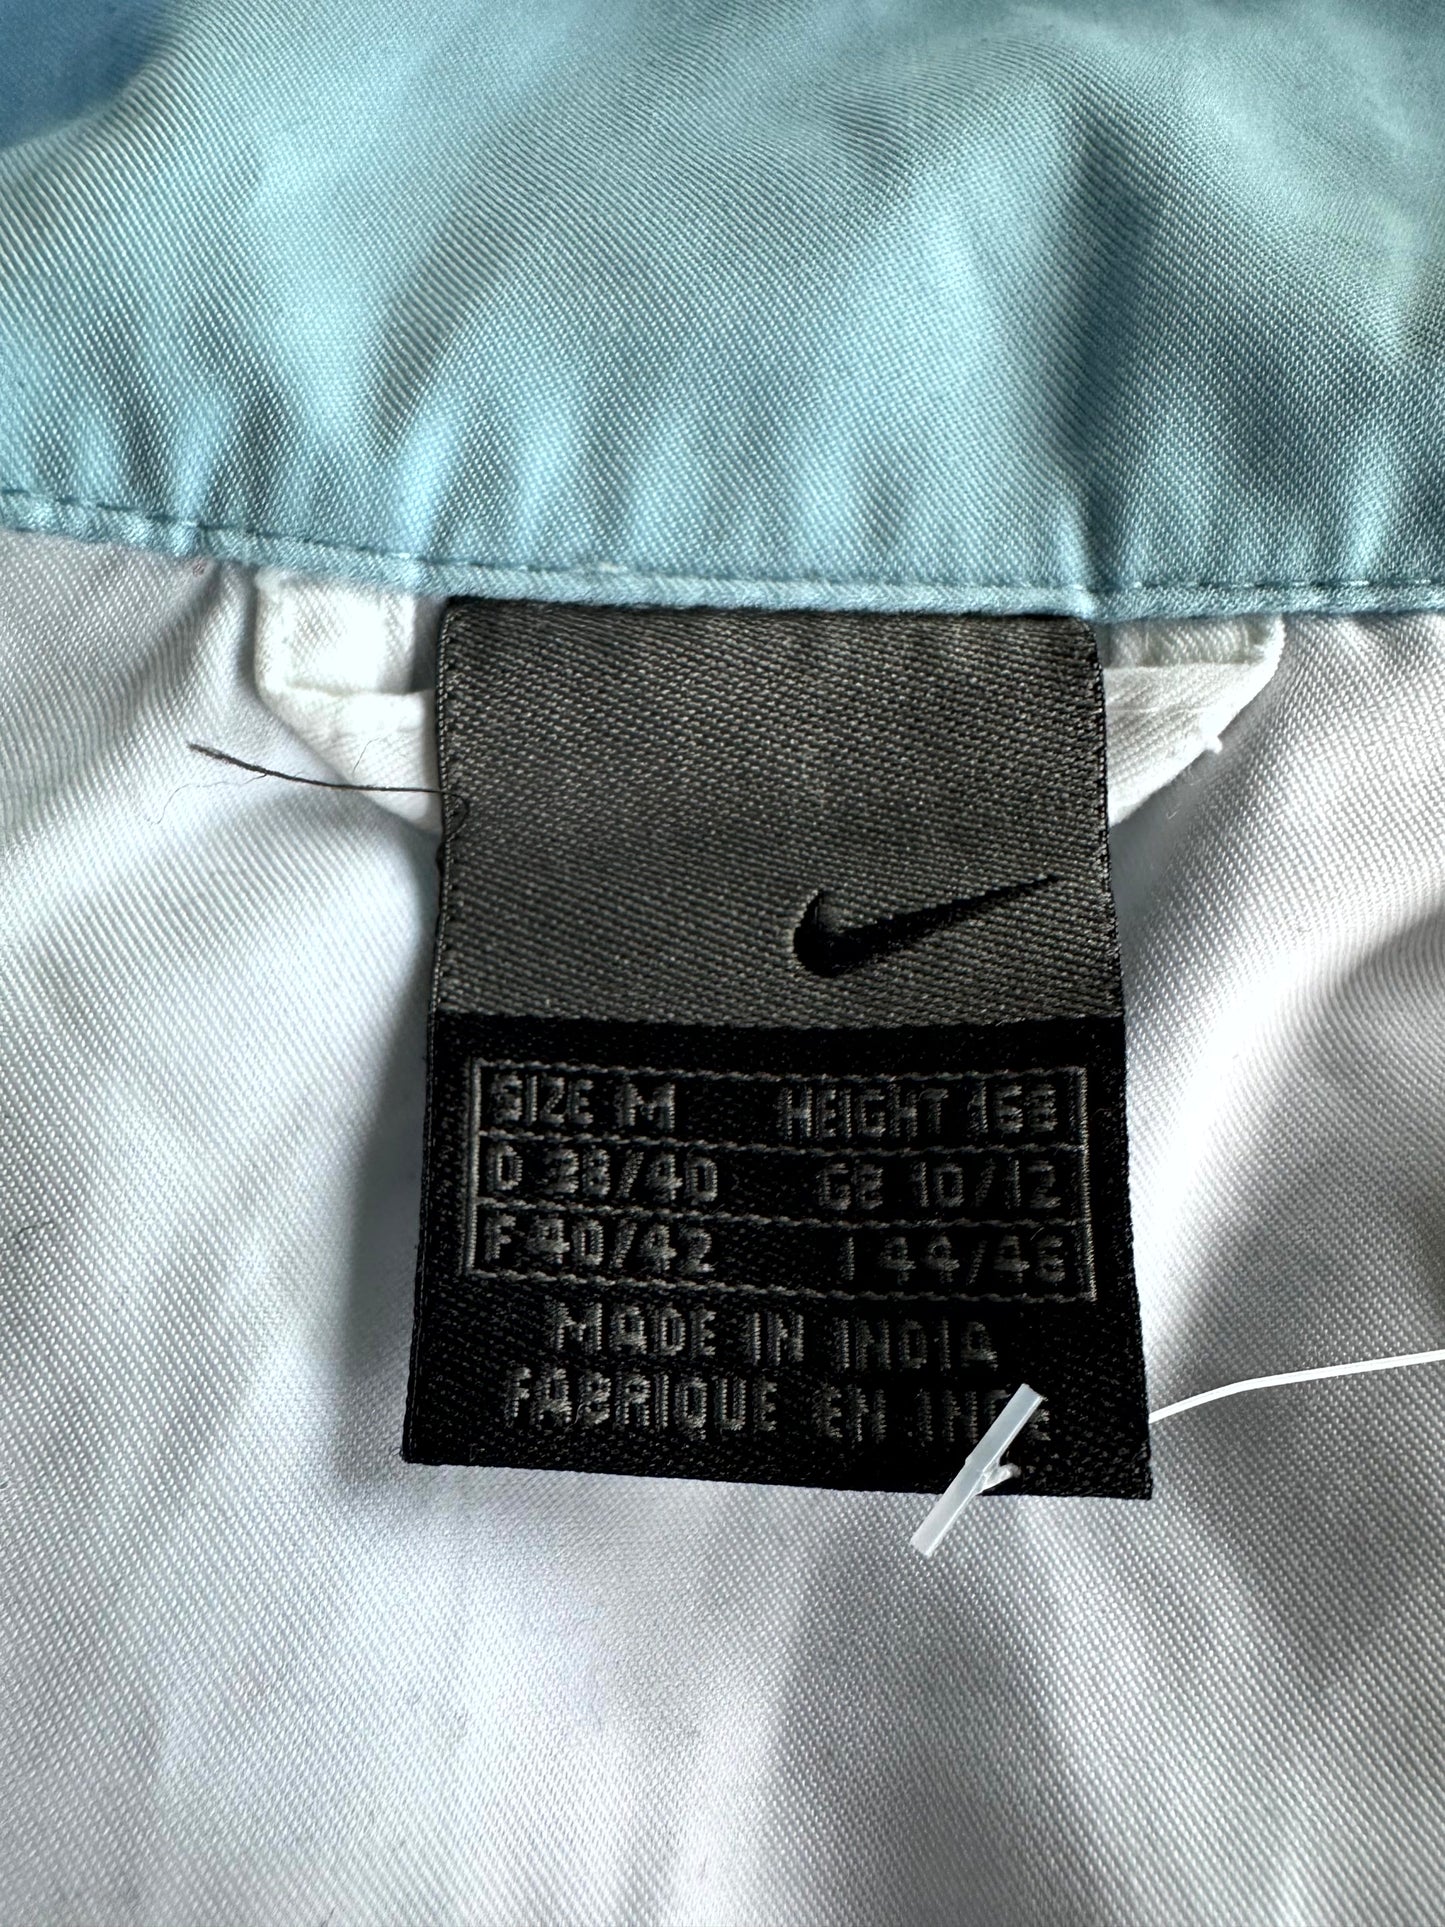 SIZE M HEIGHT 168
D 38/40 GB 10/12
F 40/42 I 44/46
MADE IN INDIA
FABRIQUE EN INDE